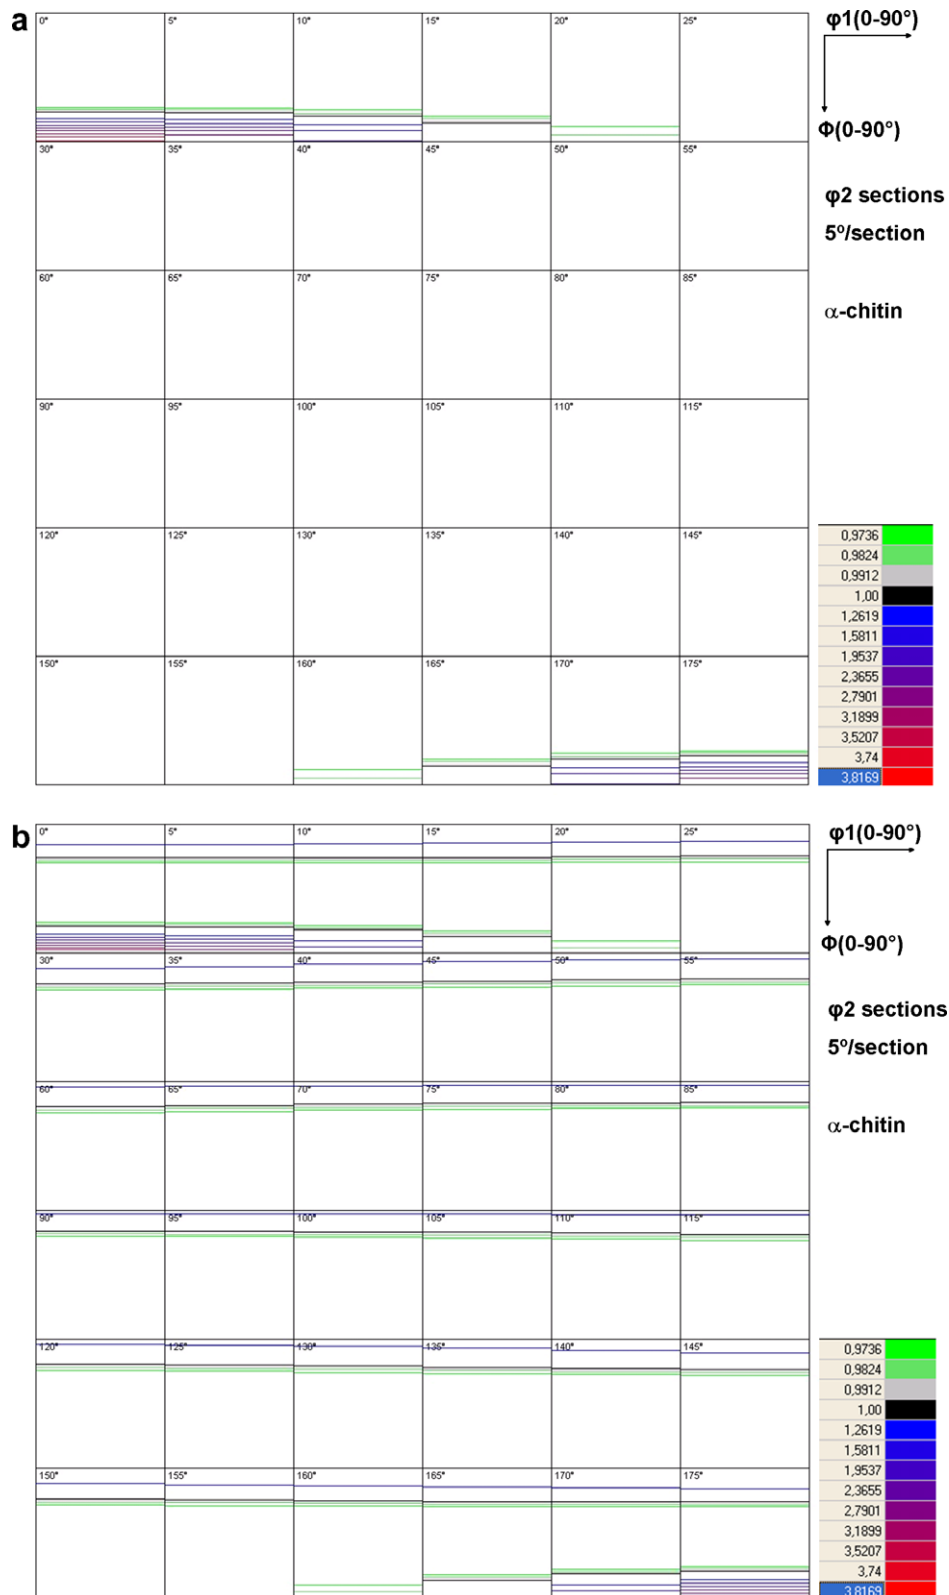 a
0° 5° 10° 15° 20° 25°
φ1(0-90°)
Φ(0-90°)
30° 35° 40° 45° 50° 55°
φ2 sections
5º/section
60° 65° 70° 75° 80° 85°
α-chitin
90° 95° 100° 105° 110° 115°
120° 125° 130° 135° 140° 145°
0,9736
0,9824
0,9912
1,00
1,2619
1,5811
1,9537
2,3655
2,7901
3,1899
3,5207
3,74
3,8169
150° 155° 160° 165° 170° 175°
b
0° 5° 10° 15° 20° 25°
φ1(0-90°)
Φ(0-90°)
30° 35° 40° 45° 50° 55°
φ2 sections
5º/section
60° 65° 70° 75° 80° 85°
α-chitin
90° 95° 100° 105° 110° 115°
120° 125° 130° 135° 140° 145°
0,9736
0,9824
0,9912
1,00
1,2619
1,5811
1,9537
2,3655
2,7901
3,1899
3,5207
3,74
3,8169
150° 155° 160° 165° 170° 175°